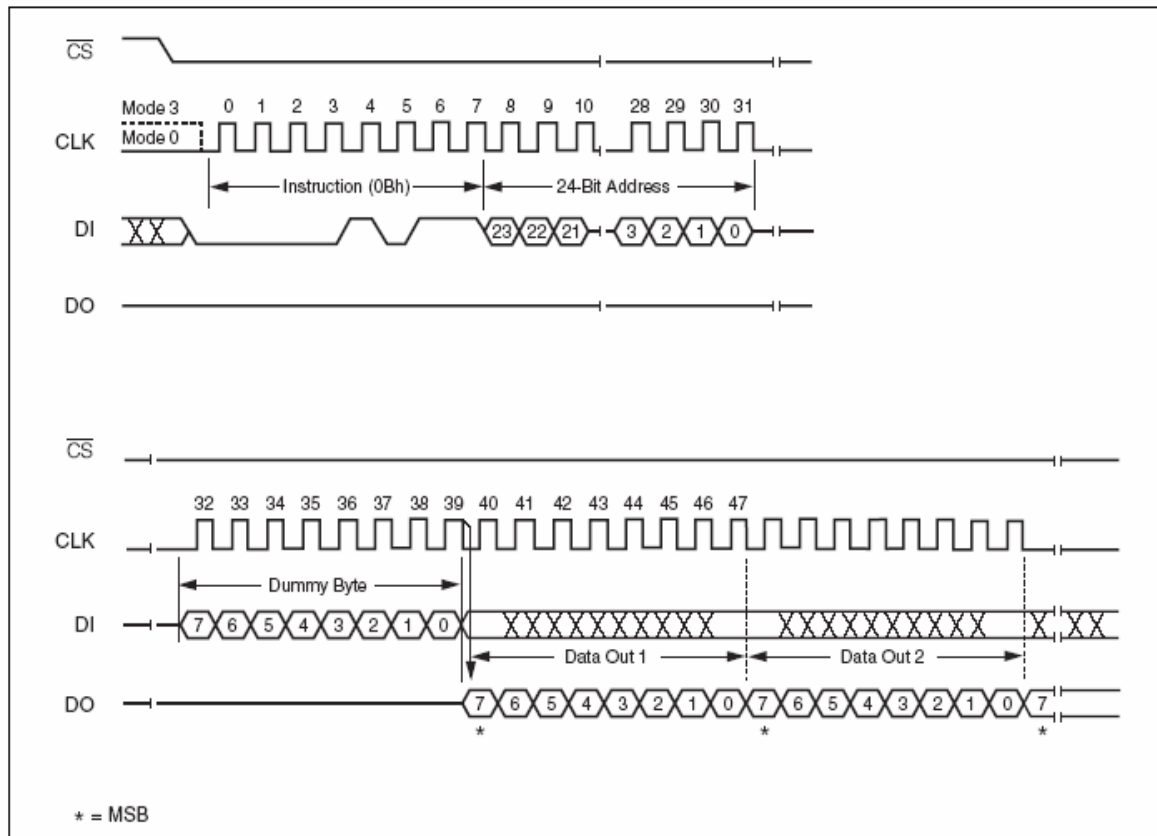 CS
Mode 3
0 1 2 3 4 5 6 7 8 9 10 28 29 30 31
CLK
Mode 0
Instruction (0Bh)
24-Bit Address
DI
23 22 21 3 2 1 0
DO
CS
32 33 34 35 36 37 38 39 40 41 42 43 44 45 46 47
CLK
Dummy Byte
DI
7 6 5 4 3 2 1 0
Data Out 1
Data Out 2
DO
7 6 5 4 3 2 1 0 7 6 5 4 3 2 1 0 7
* * *
* = MSB